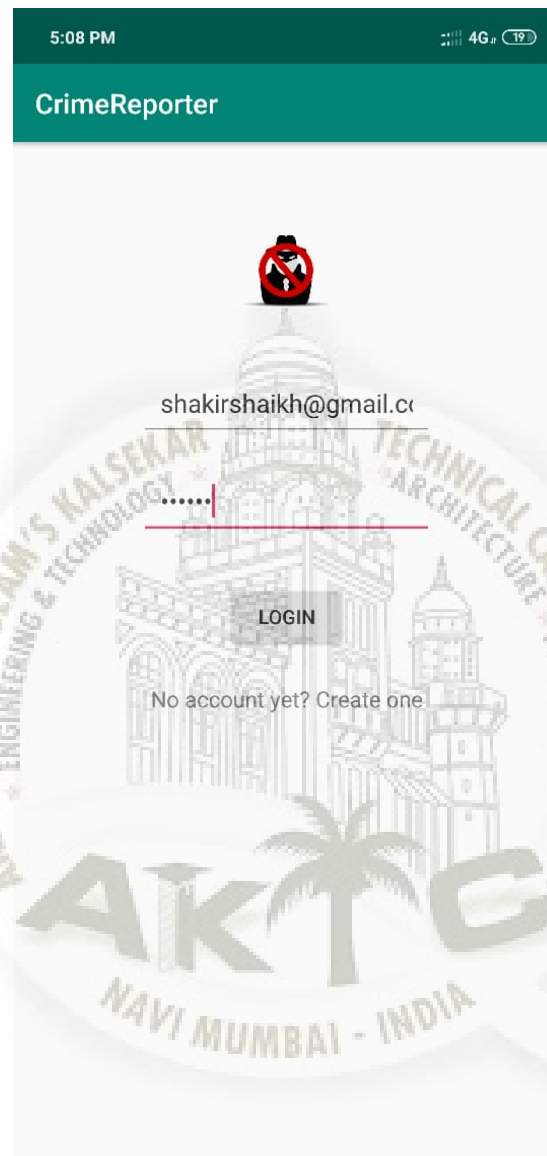 5:08 PM 4G 19
CrimeReporter
shakirshaikh@gmail.c
KALSEKAR TECHNICAL
TECHNOLOGY ARCHITECTURE
ENGINEERING &
••••••
LOGIN
No account yet? Create one
AKTC
NAVI MUMBAI - INDIA